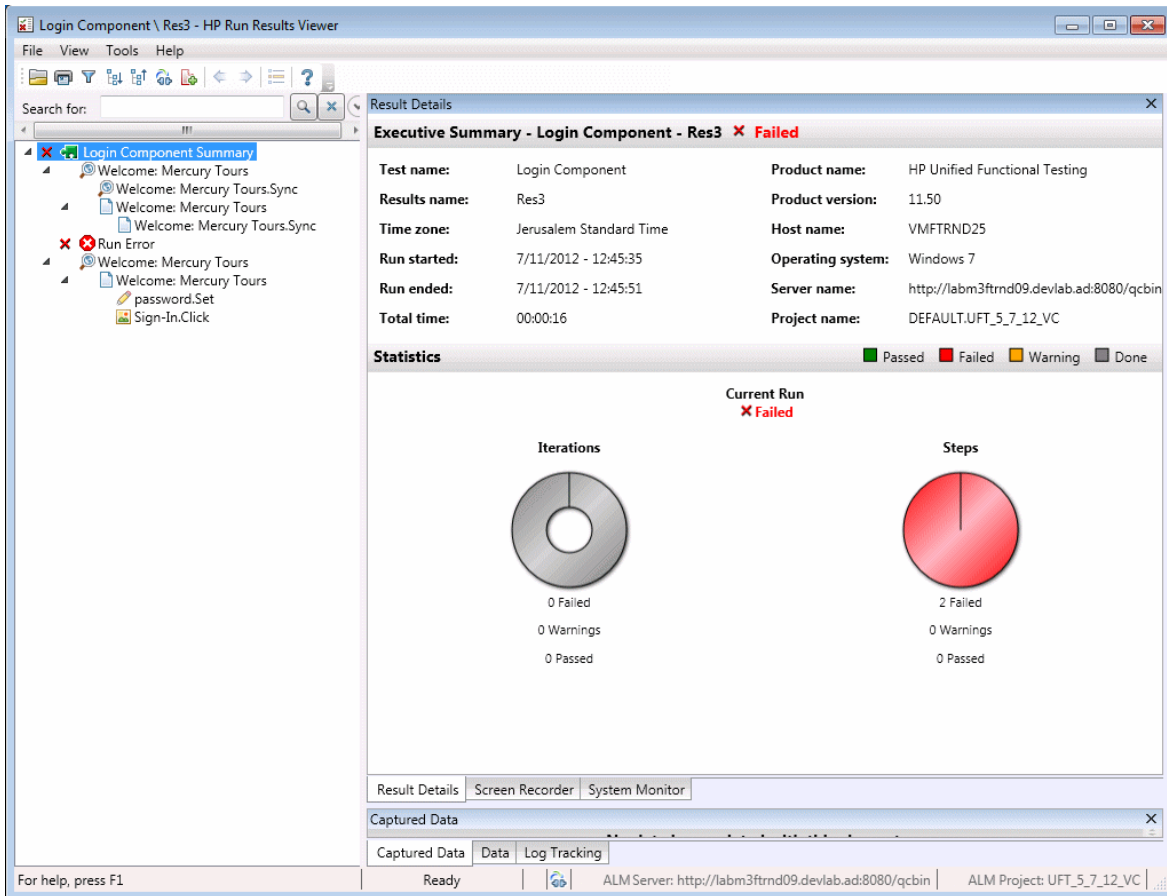 Login Component \ Res3 - HP Run Results Viewer
File View Tools Help
Search for:
Login Component Summary
Welcome: Mercury Tours
Welcome: Mercury Tours.Sync
Welcome: Mercury Tours
Welcome: Mercury Tours.Sync
Run Error
Welcome: Mercury Tours
Welcome: Mercury Tours
password.Set
Sign-In.Click
Result Details
Executive Summary - Login Component - Res3 Failed
Test name: Login Component Product name: HP Unified Functional Testing
Results name: Res3 Product version: 11.50
Time zone: Jerusalem Standard Time Host name: VMFTRND25
Run started: 7/11/2012 - 12:45:35 Operating system: Windows 7
Run ended: 7/11/2012 - 12:45:51 Server name: http://labm3ftrnd09.devlab.ad:8080/qcbin
Total time: 00:00:16 Project name: DEFAULT.UFT_5_7_12_VC
Statistics Passed Failed Warning Done
Current Run
Failed
Iterations Steps
0 Failed 2 Failed
0 Warnings 0 Warnings
0 Passed 0 Passed
Result Details Screen Recorder System Monitor
Captured Data
Captured Data Data Log Tracking
For help, press F1 Ready ALM Server: http://labm3ftrnd09.devlab.ad:8080/qcbin ALM Project: UFT_5_7_12_VC